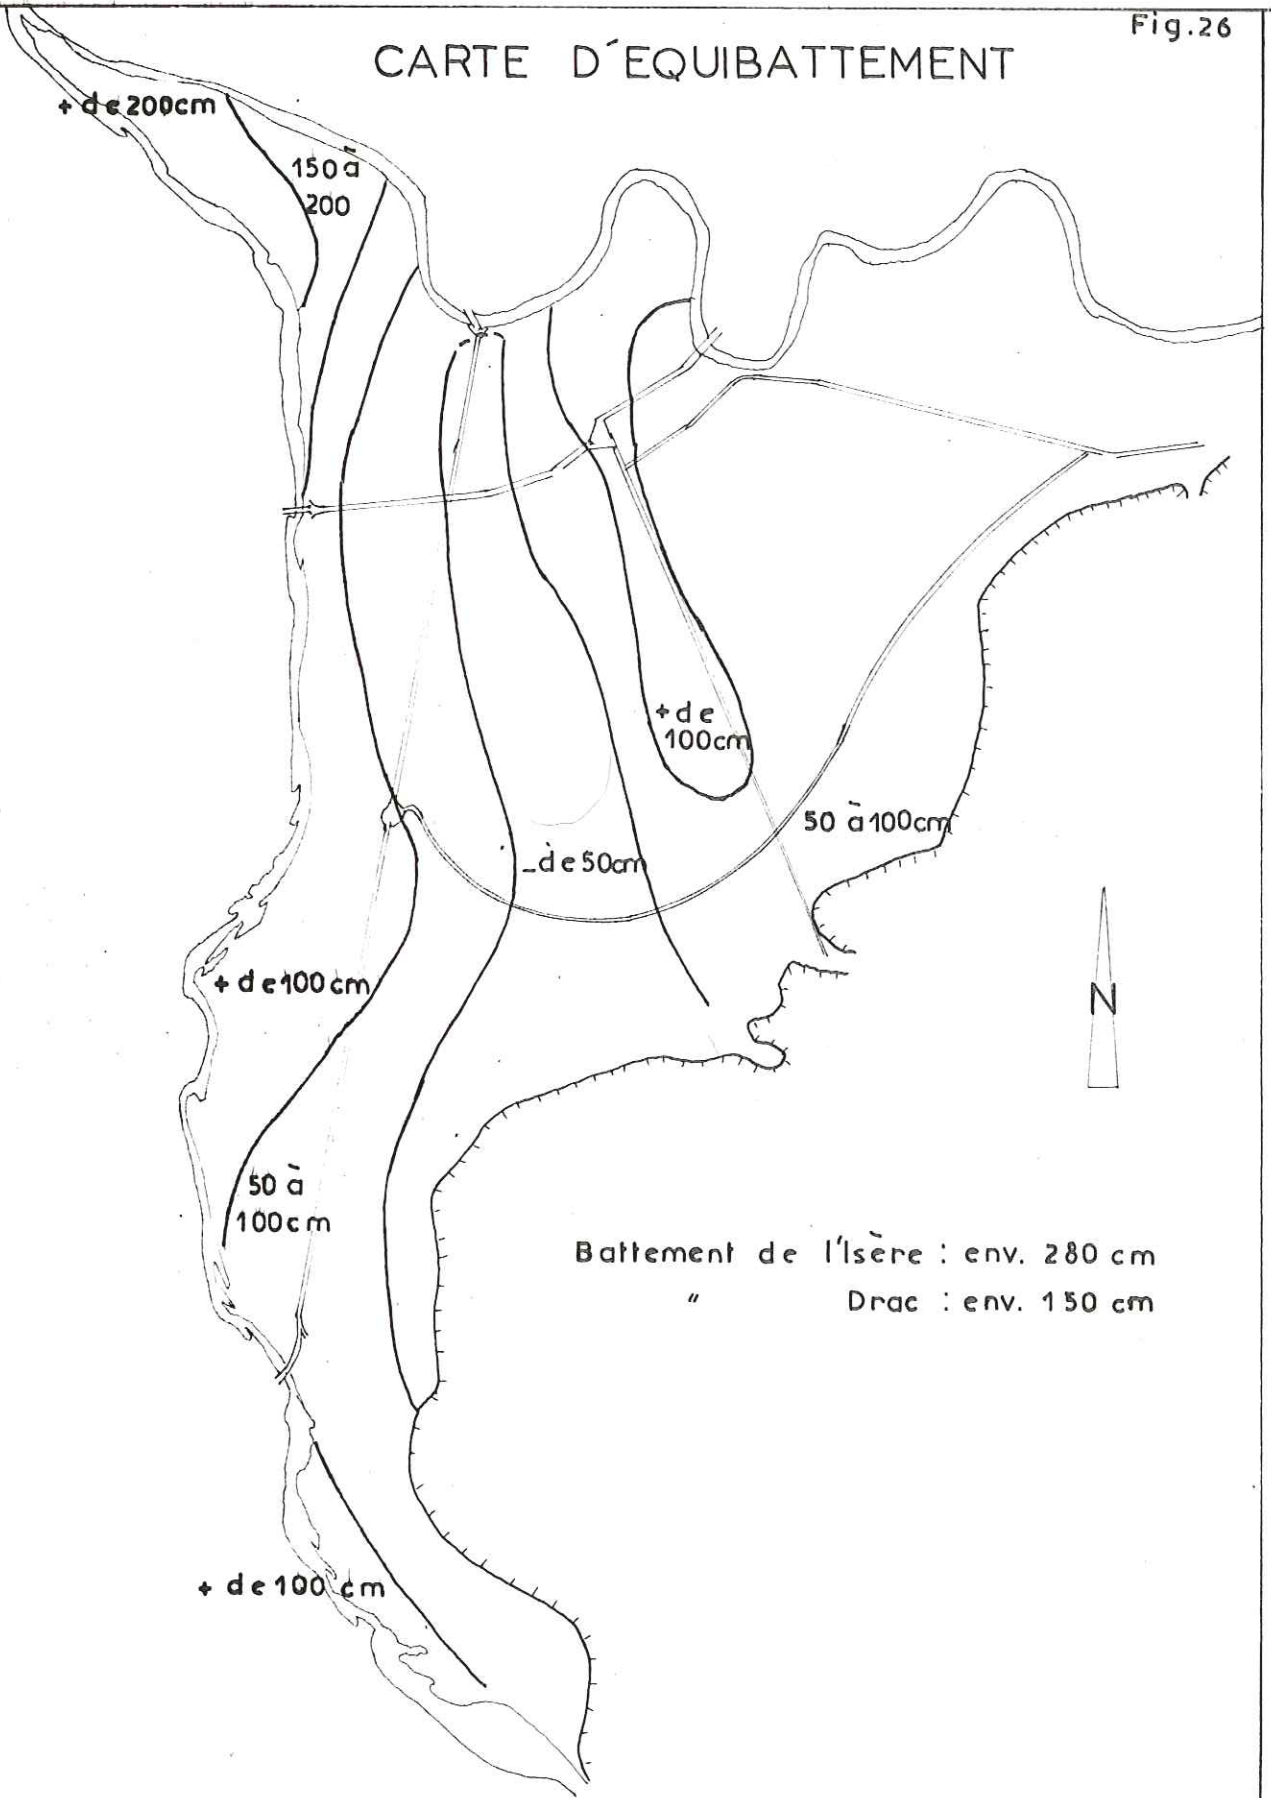 Fig.26
CARTE D'EQUIBATTEMENT
+ de 200cm
150 à
200
+ de
100cm
50 à 100cm
- de 50cm
+ de 100 cm
N
50 à
100cm
Battement de l'Isère : env. 280 cm
" Drac : env. 150 cm
+ de 100 cm